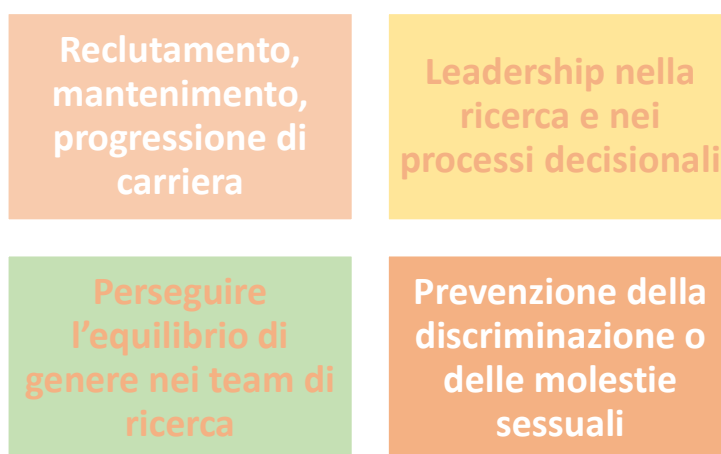 Reclutamento,
mantenimento,
progressione di
carriera
Leadership nella
ricerca e nei
processi decisionali
Perseguire
l’equilibrio di
genere nei team di
ricerca
Prevenzione della
discriminazione o
delle molestie
sessuali